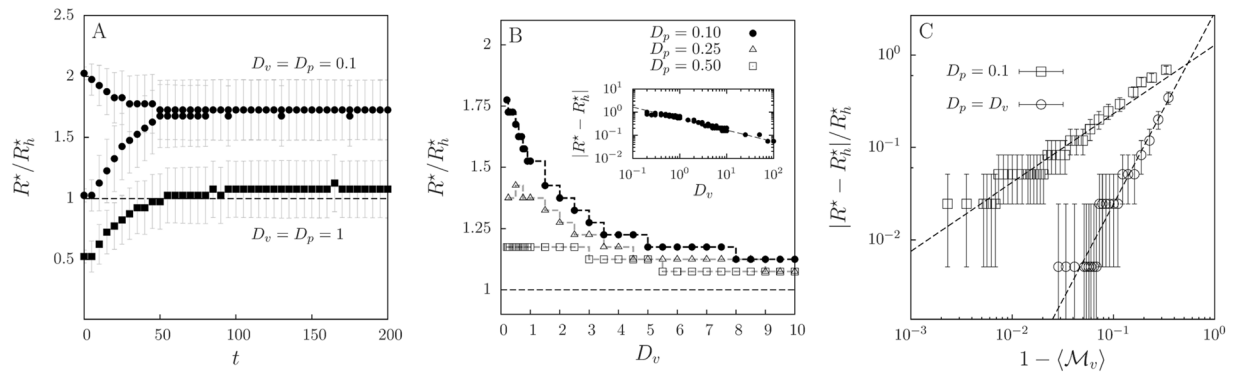 A
2.5
2
1.5
1
0.5
0
50
100
150
200
t
R*/R*_h
D_v = D_p = 0.1
D_v = D_p = 1
B
D_p = 0.10
D_p = 0.25
D_p = 0.50
2
1.75
1.5
1.25
1
0 1 2 3 4 5 6 7 8 9 10
D_v
R*/R*_h
10^1
10^0
10^-1
10^-2
10^0 10^1 10^2
D_v
|R* − R*_h|
C
D_p = 0.1
D_p = D_v
10^0
10^-1
10^-2
10^-3 10^-2 10^-1 10^0
1 − ⟨M_v⟩
|R* − R*_h|/R*_h